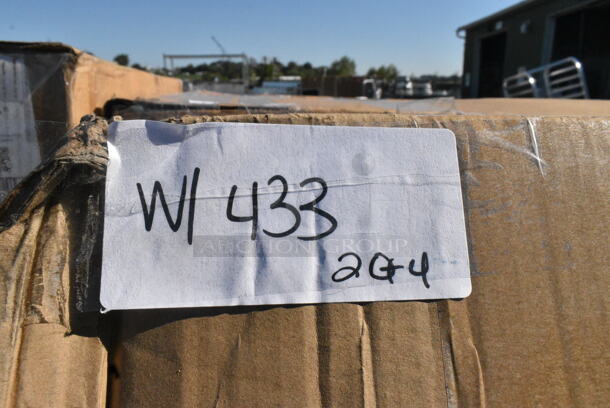 W/ 433
AUCTION GROUP
2 of 4